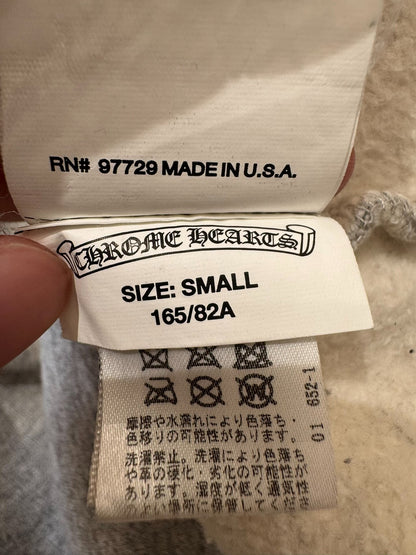 RN# 97729 MADE IN U.S.A.
CHROME HEARTS
SIZE: SMALL
165/82A
W
摩擦や水濡れにより色落ち・
色移りの可能性があります。
洗濯禁止。洗濯により色落ち
や革の硬化・劣化の可能性が
あります。湿度が低く通気性
01 652-1